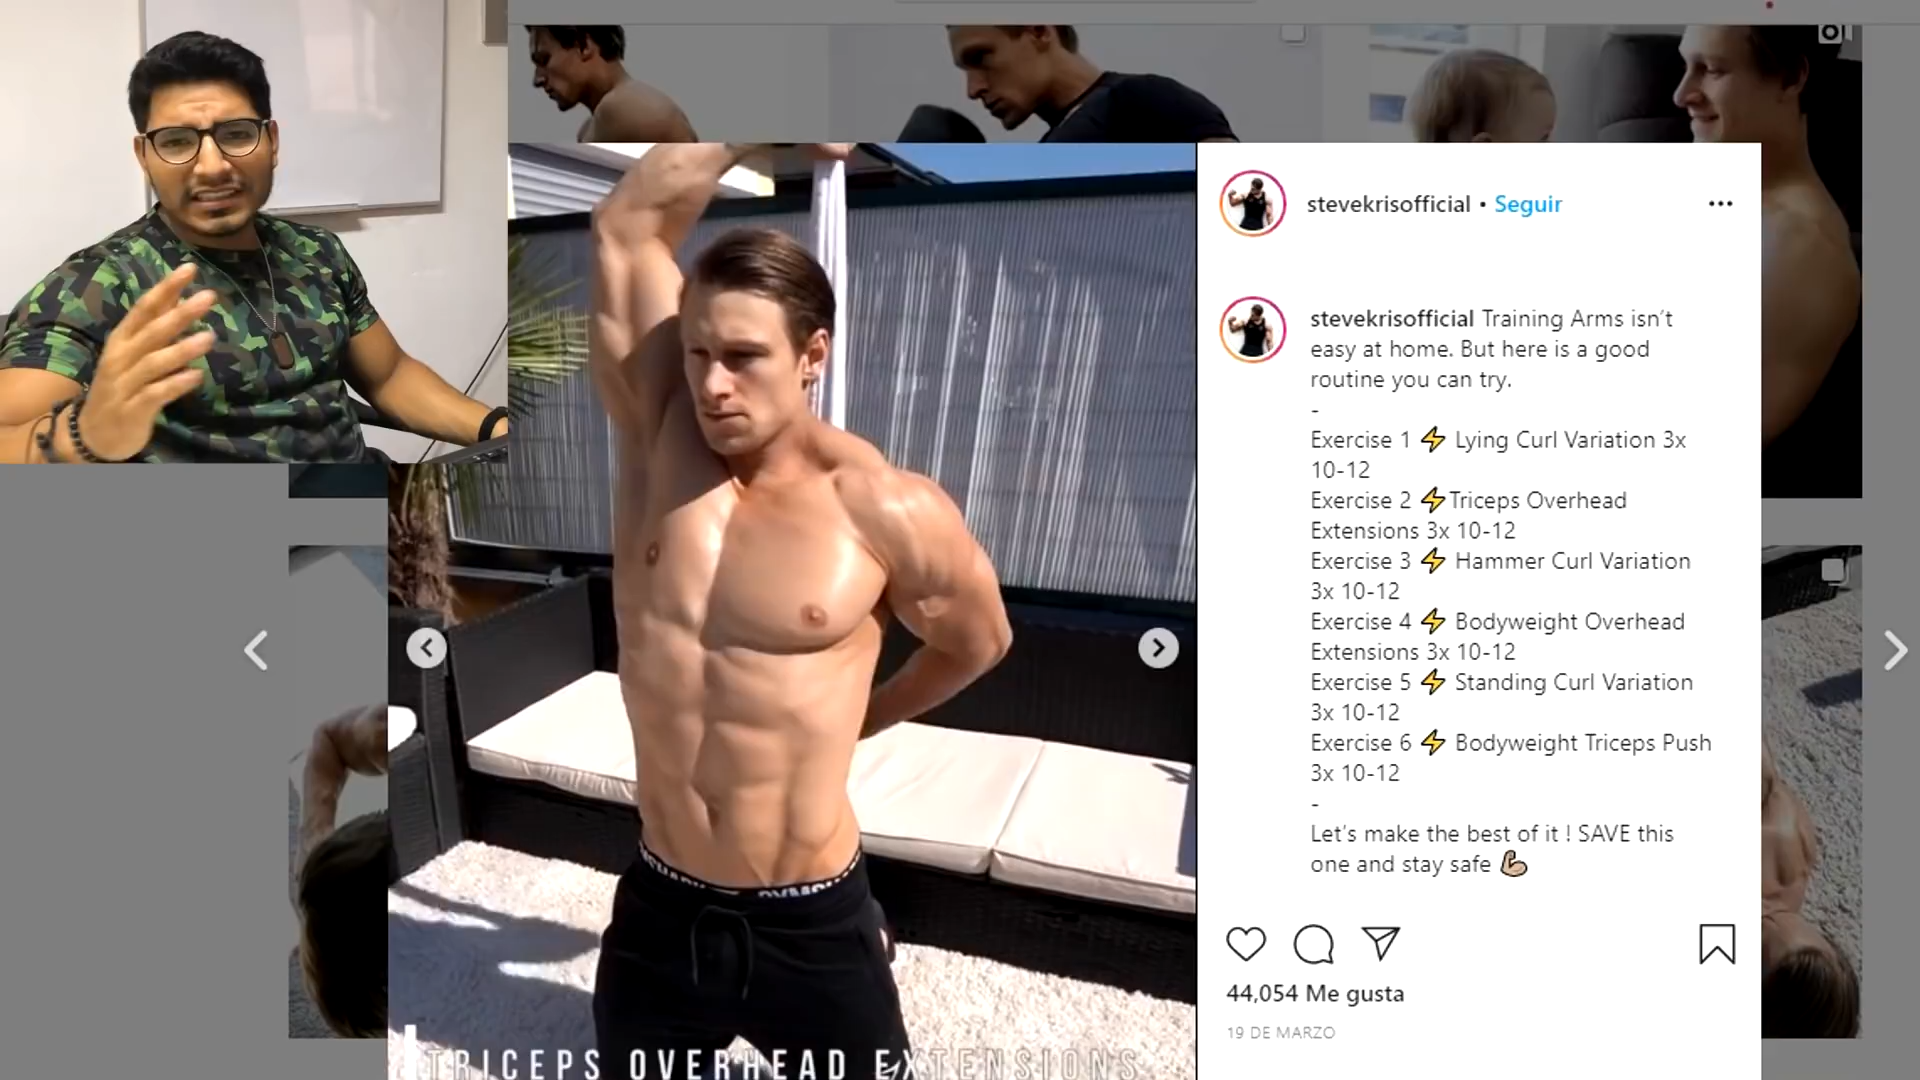 stevekrisofficial • Seguir
stevekrisofficial Training Arms isn't
easy at home. But here is a good
routine you can try.
-
Exercise 1 ⚡ Lying Curl Variation 3x
10-12
Exercise 2 ⚡Triceps Overhead
Extensions 3x 10-12
Exercise 3 ⚡ Hammer Curl Variation
3x 10-12
Exercise 4 ⚡ Bodyweight Overhead
Extensions 3x 10-12
Exercise 5 ⚡ Standing Curl Variation
3x 10-12
Exercise 6 ⚡ Bodyweight Triceps Push
3x 10-12
-
Let's make the best of it ! SAVE this
one and stay safe 💪🏼
44,054 Me gusta
19 DE MARZO
TRICEPS OVERHEAD EXTENSIONS